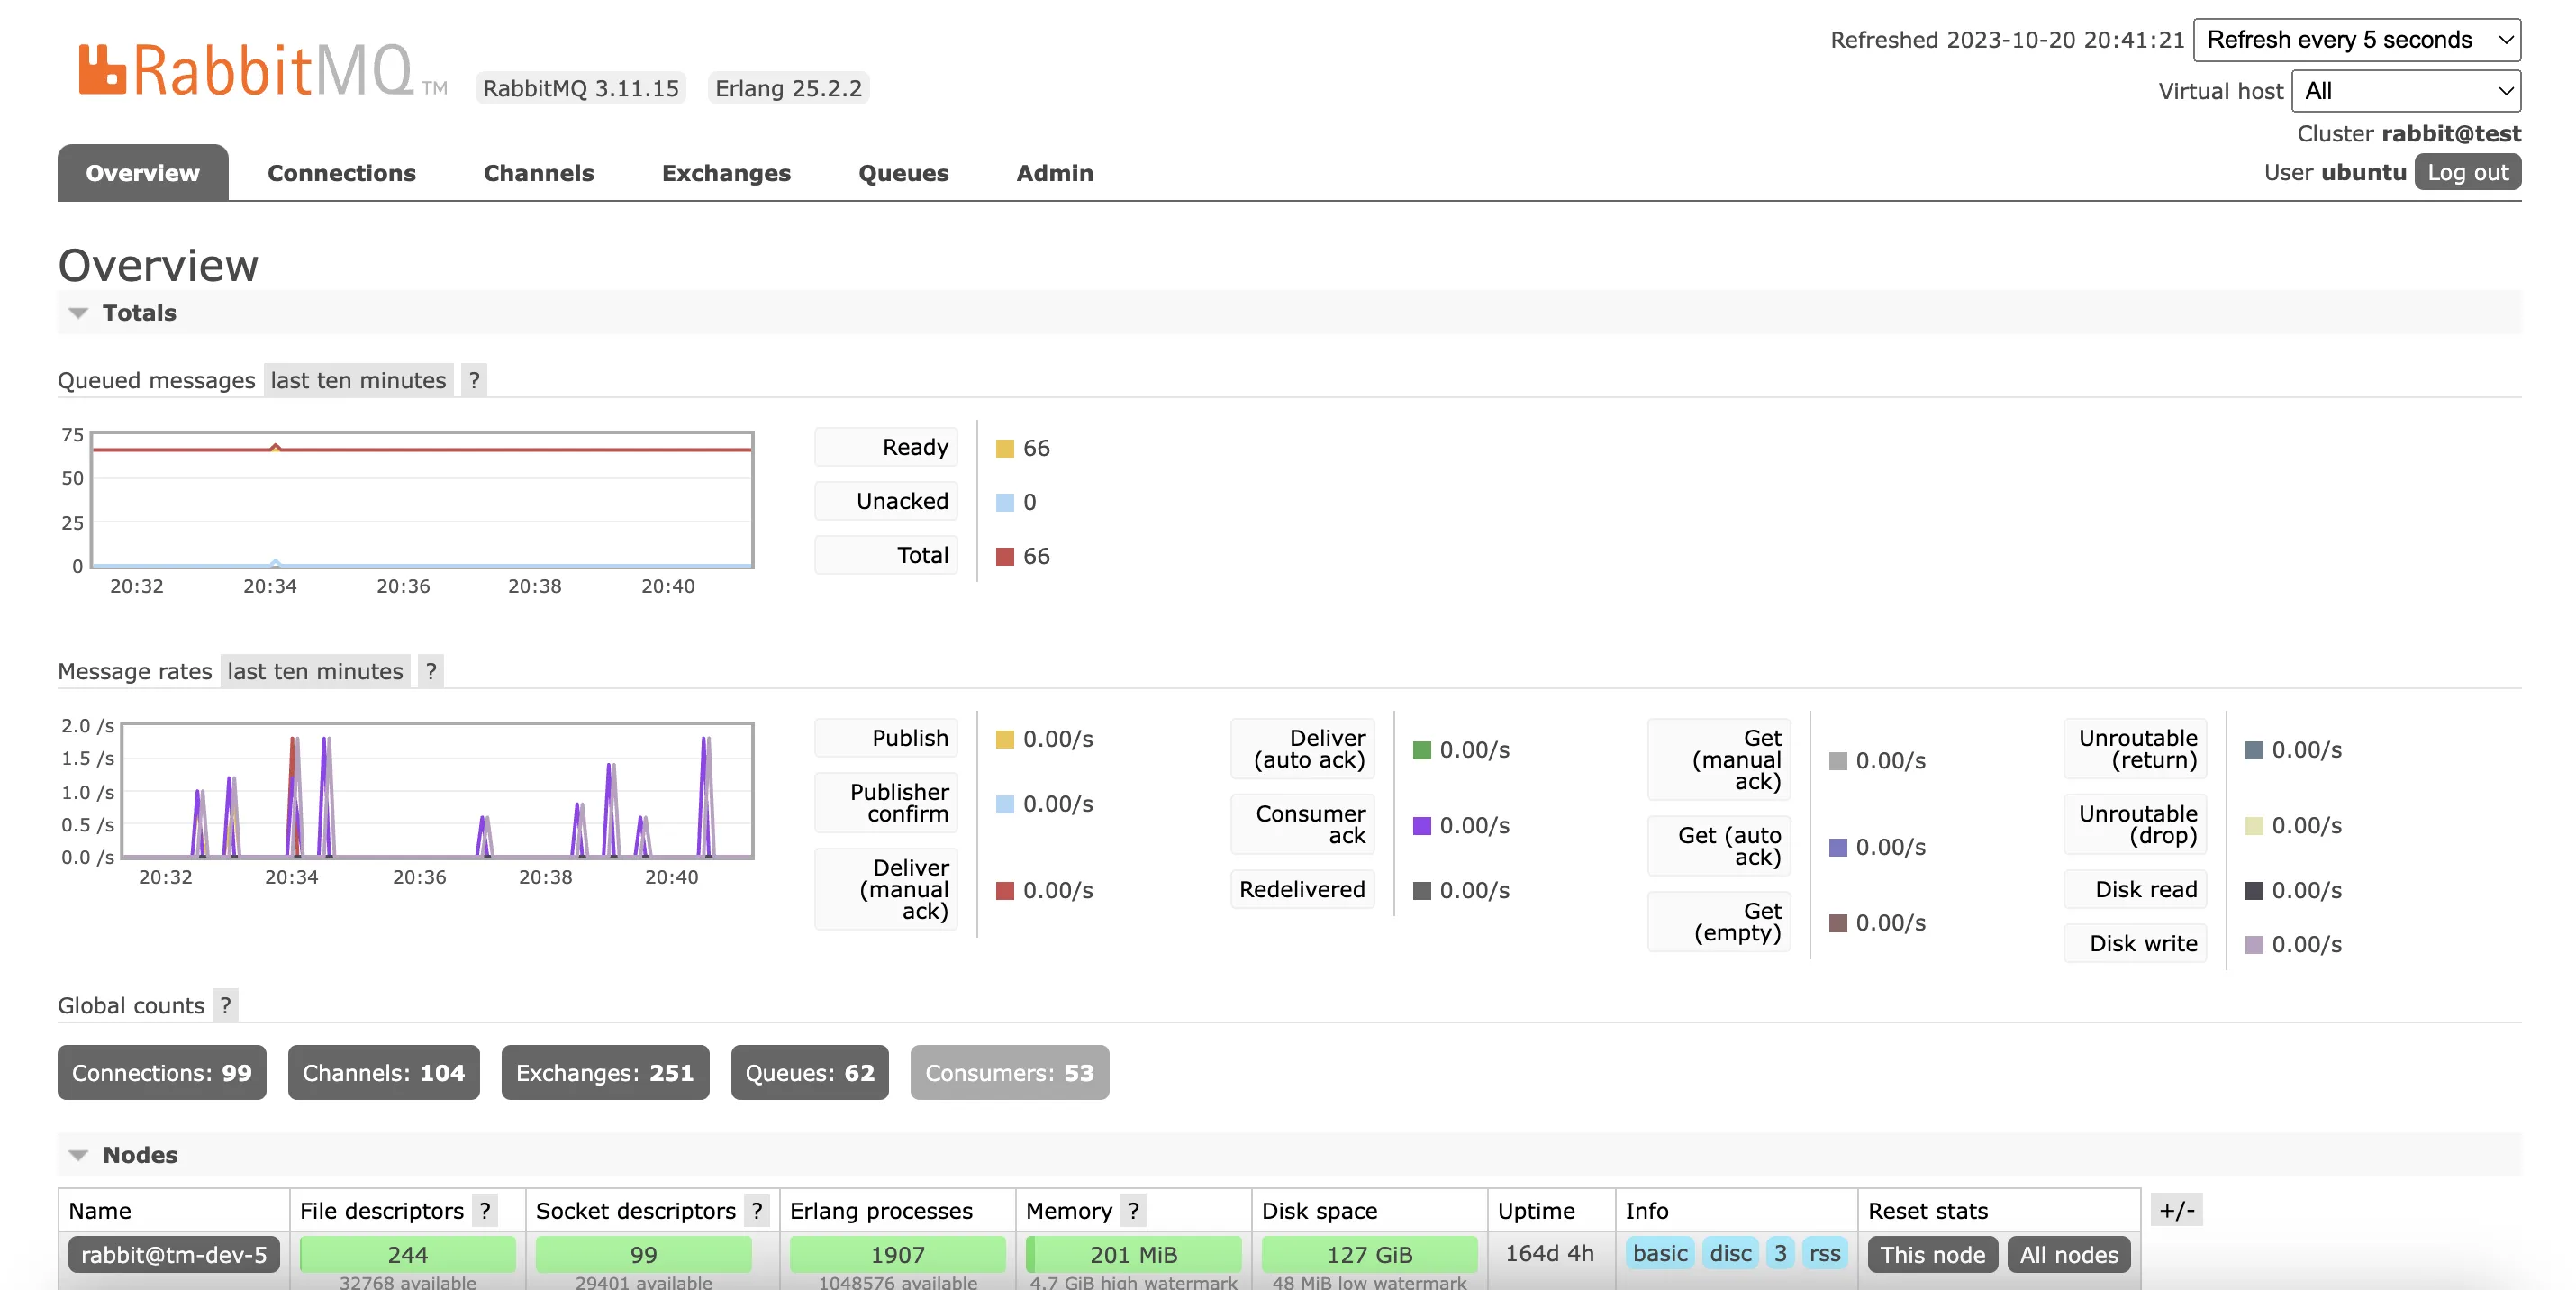 RabbitMQ TM
RabbitMQ 3.11.15 Erlang 25.2.2
Refreshed 2023-10-20 20:41:21 Refresh every 5 seconds
Virtual host All
Cluster rabbit@test
User ubuntu Log out
Overview Connections Channels Exchanges Queues Admin
Overview
Totals
Queued messages last ten minutes ?
75
50
25
0
20:32 20:34 20:36 20:38 20:40
Ready 66
Unacked 0
Total 66
Message rates last ten minutes ?
2.0 /s
1.5 /s
1.0 /s
0.5 /s
0.0 /s
20:32 20:34 20:36 20:38 20:40
Publish 0.00/s
Publisher
confirm 0.00/s
Deliver
(manual
ack) 0.00/s
Deliver
(auto ack) 0.00/s
Consumer
ack 0.00/s
Redelivered 0.00/s
Get
(manual
ack) 0.00/s
Get (auto
ack) 0.00/s
Get
(empty) 0.00/s
Unroutable
(return) 0.00/s
Unroutable
(drop) 0.00/s
Disk read 0.00/s
Disk write 0.00/s
Global counts ?
Connections: 99 Channels: 104 Exchanges: 251 Queues: 62 Consumers: 53
Nodes
Name File descriptors ? Socket descriptors ? Erlang processes Memory ? Disk space Uptime Info Reset stats +/-
rabbit@tm-dev-5 244 99 1907 201 MiB 127 GiB 164d 4h basic disc 3 rss This node All nodes
32768 available 29401 available 1048576 available 4.7 GiB high watermark 48 MiB low watermark